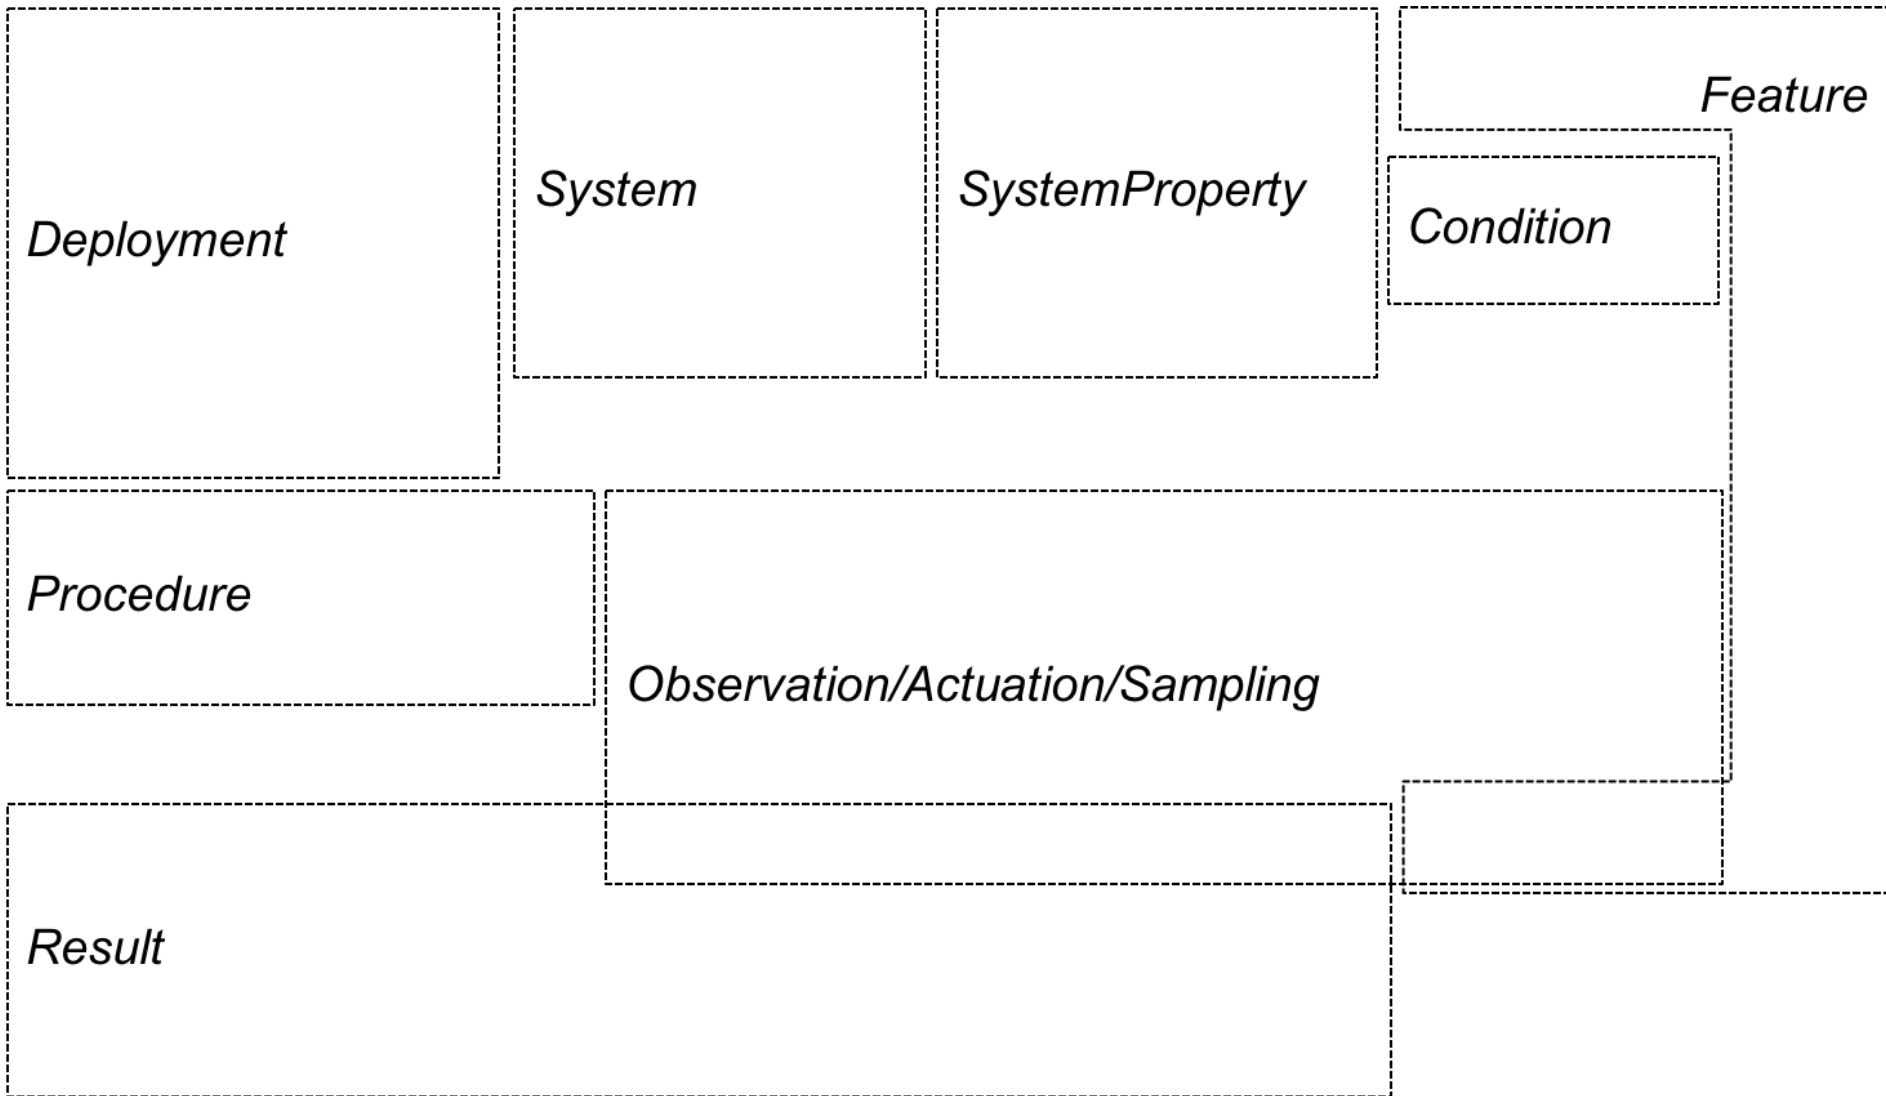 Feature
System
SystemProperty
Condition
Deployment
Procedure
Observation/Actuation/Sampling
Result